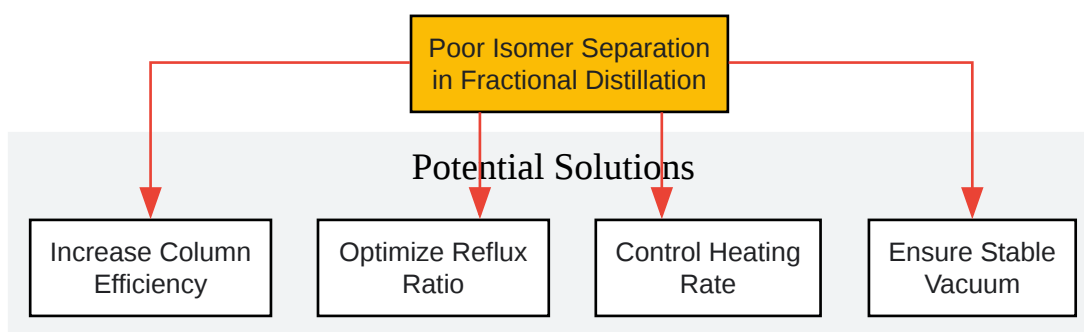 Poor Isomer Separation
in Fractional Distillation
Potential Solutions
Increase Column
Efficiency
Optimize Reflux
Ratio
Control Heating
Rate
Ensure Stable
Vacuum